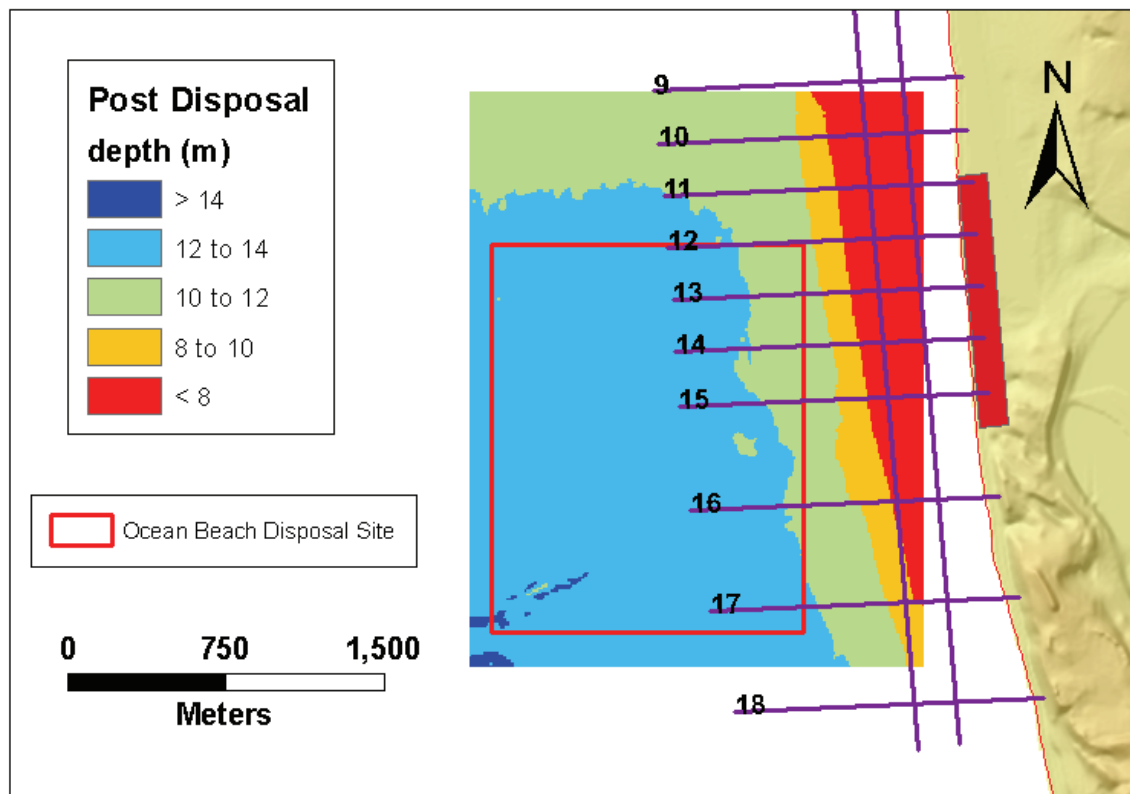 Post Disposal
depth (m)
> 14
12 to 14
10 to 12
8 to 10
< 8
Ocean Beach Disposal Site
0 750 1,500
Meters
N
9
10
11
12
13
14
15
16
17
18